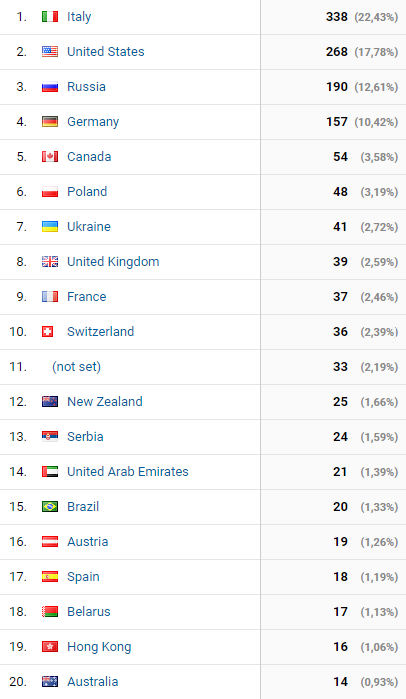 1. Italy 338 (22,43%)
2. United States 268 (17,78%)
3. Russia 190 (12,61%)
4. Germany 157 (10,42%)
5. Canada 54 (3,58%)
6. Poland 48 (3,19%)
7. Ukraine 41 (2,72%)
8. United Kingdom 39 (2,59%)
9. France 37 (2,46%)
10. Switzerland 36 (2,39%)
11. (not set) 33 (2,19%)
12. New Zealand 25 (1,66%)
13. Serbia 24 (1,59%)
14. United Arab Emirates 21 (1,39%)
15. Brazil 20 (1,33%)
16. Austria 19 (1,26%)
17. Spain 18 (1,19%)
18. Belarus 17 (1,13%)
19. Hong Kong 16 (1,06%)
20. Australia 14 (0,93%)